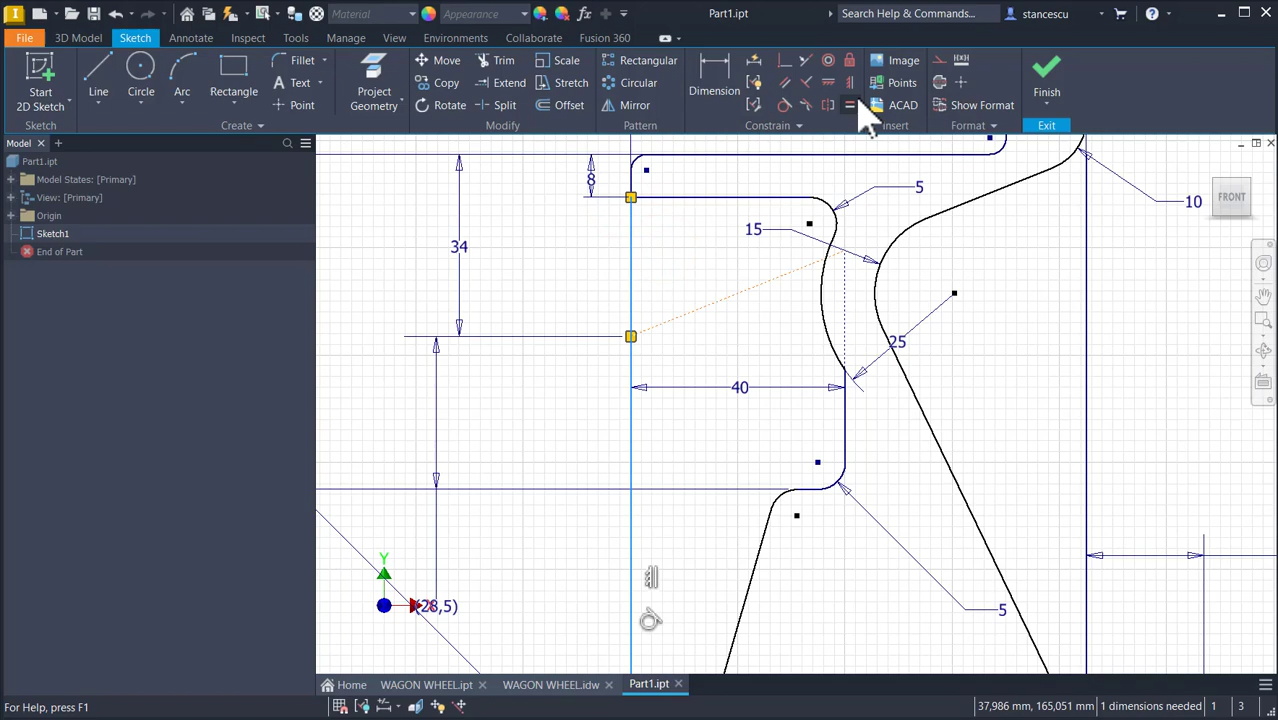 Material
Appearance
Part1.ipt
Search Help & Commands...
stancescu
File
3D Model
Sketch
Annotate
Inspect
Tools
Manage
View
Environments
Collaborate
Fusion 360
Start
2D Sketch
Line
Circle
Arc
Rectangle
Fillet
Text
Point
Project
Geometry
Move
Copy
Rotate
Trim
Extend
Split
Scale
Stretch
Offset
Rectangular
Circular
Mirror
Dimension
Image
Points
ACAD
Show Format
Finish
Sketch
Create
Modify
Pattern
Constrain
Insert
Format
Exit
Model
Part1.ipt
Model States: [Primary]
View: [Primary]
Origin
Sketch1
End of Part
8
5
15
10
34
25
40
5
Y
(28,5)
FRONT
Home
WAGON WHEEL.ipt
WAGON WHEEL.idw
Part1.ipt
For Help, press F1
37,986 mm, 165,051 mm
1 dimensions needed
1
3